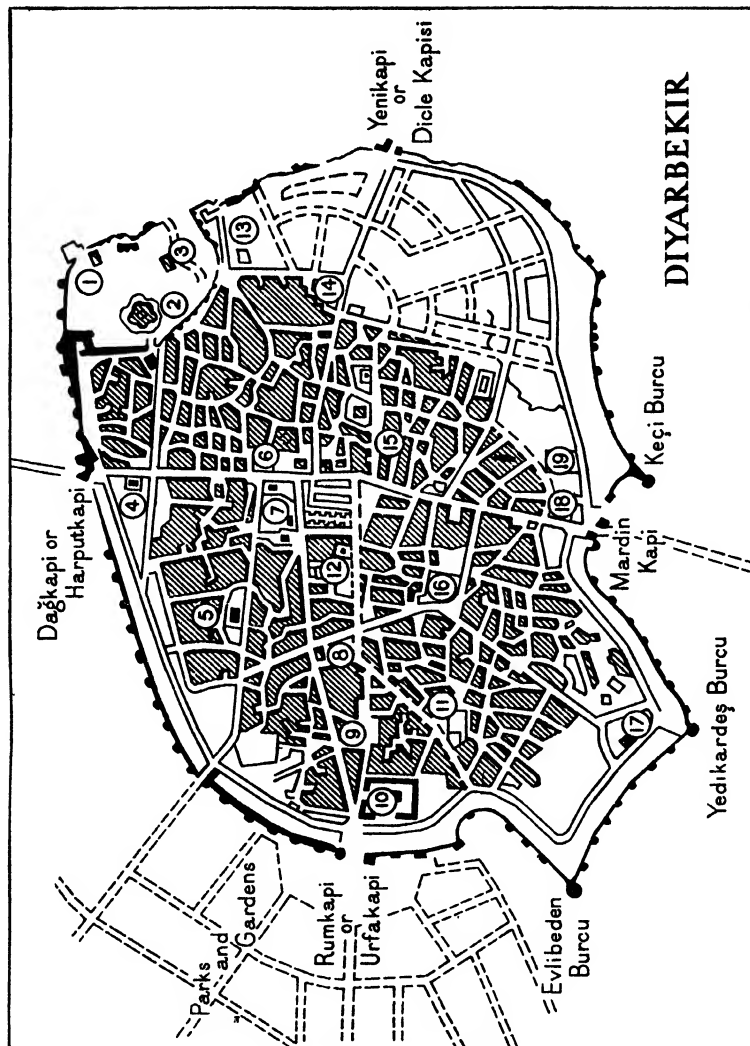 DIYARBEKIR
Dağkapi or
Harputkapi
Yenikapi
or
Dicle Kapisi
Keçi Burcu
Mardin
Kapi
Yedikardeş Burcu
Evlibeden
Burcu
Rumkapi
or
Urfakapi
Parks
and
Gardens
1
2
3
4
5
6
7
8
9
10
11
12
13
14
15
16
17
18
19